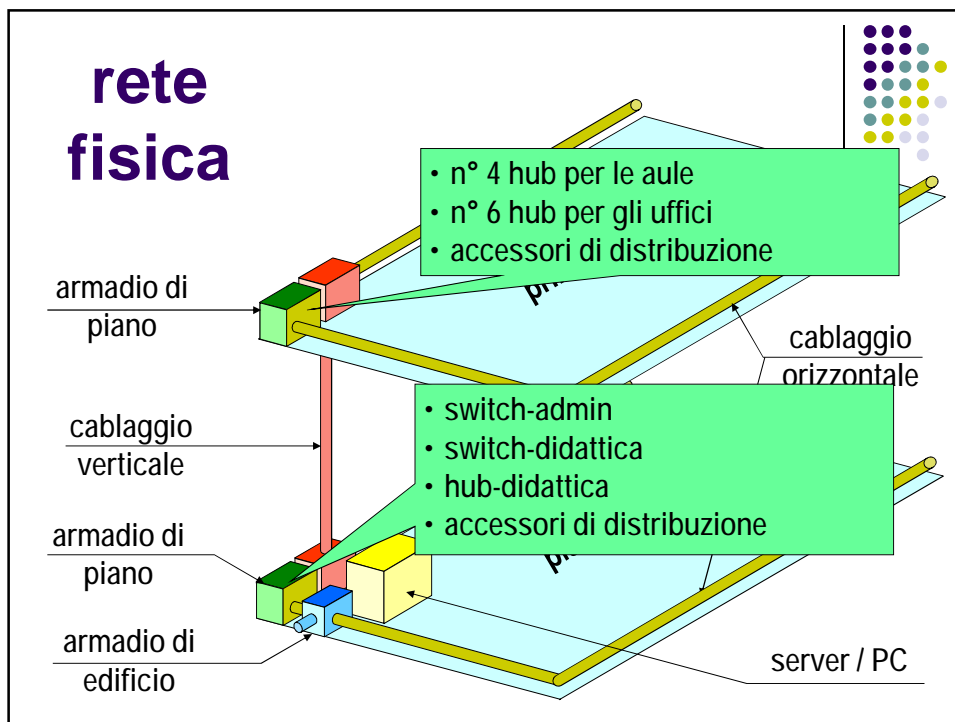 rete
fisica
• n° 4 hub per le aule
• n° 6 hub per gli uffici
• accessori di distribuzione
armadio di
piano
cablaggio
orizzontale
• switch-admin
• switch-didattica
• hub-didattica
• accessori di distribuzione
cablaggio
verticale
armadio di
piano
armadio di
edificio
server / PC